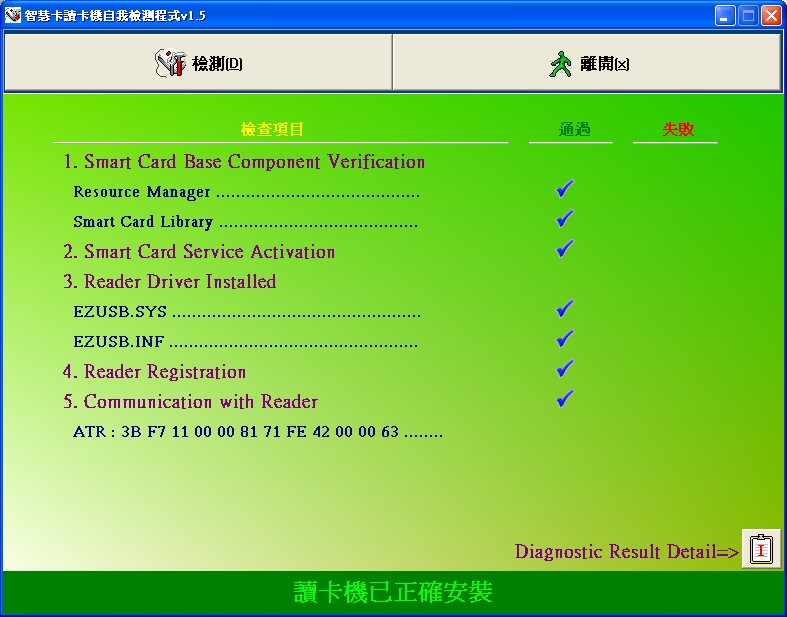 智慧卡讀卡機自我檢測程式v1.5
檢測(D) 離開(x)
檢查項目 通過 失敗
1. Smart Card Base Component Verification
Resource Manager .........................................
Smart Card Library ........................................
2. Smart Card Service Activation
3. Reader Driver Installed
EZUSB.SYS ..................................................
EZUSB.INF ..................................................
4. Reader Registration
5. Communication with Reader
ATR : 3B F7 11 00 00 81 71 FE 42 00 00 63 ........
Diagnostic Result Detail=>
讀卡機已正確安裝